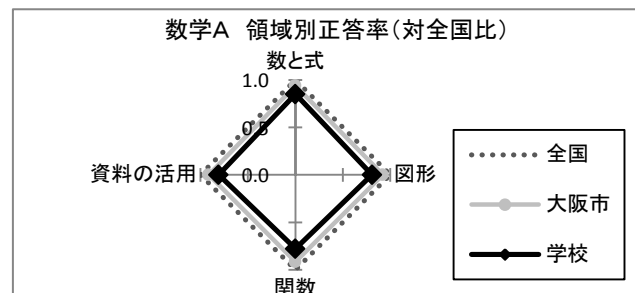 数学A 領域別正答率(対全国比)
数と式
1.0
0.5
資料の活用
0.0
図形
関数
全国
大阪市
学校